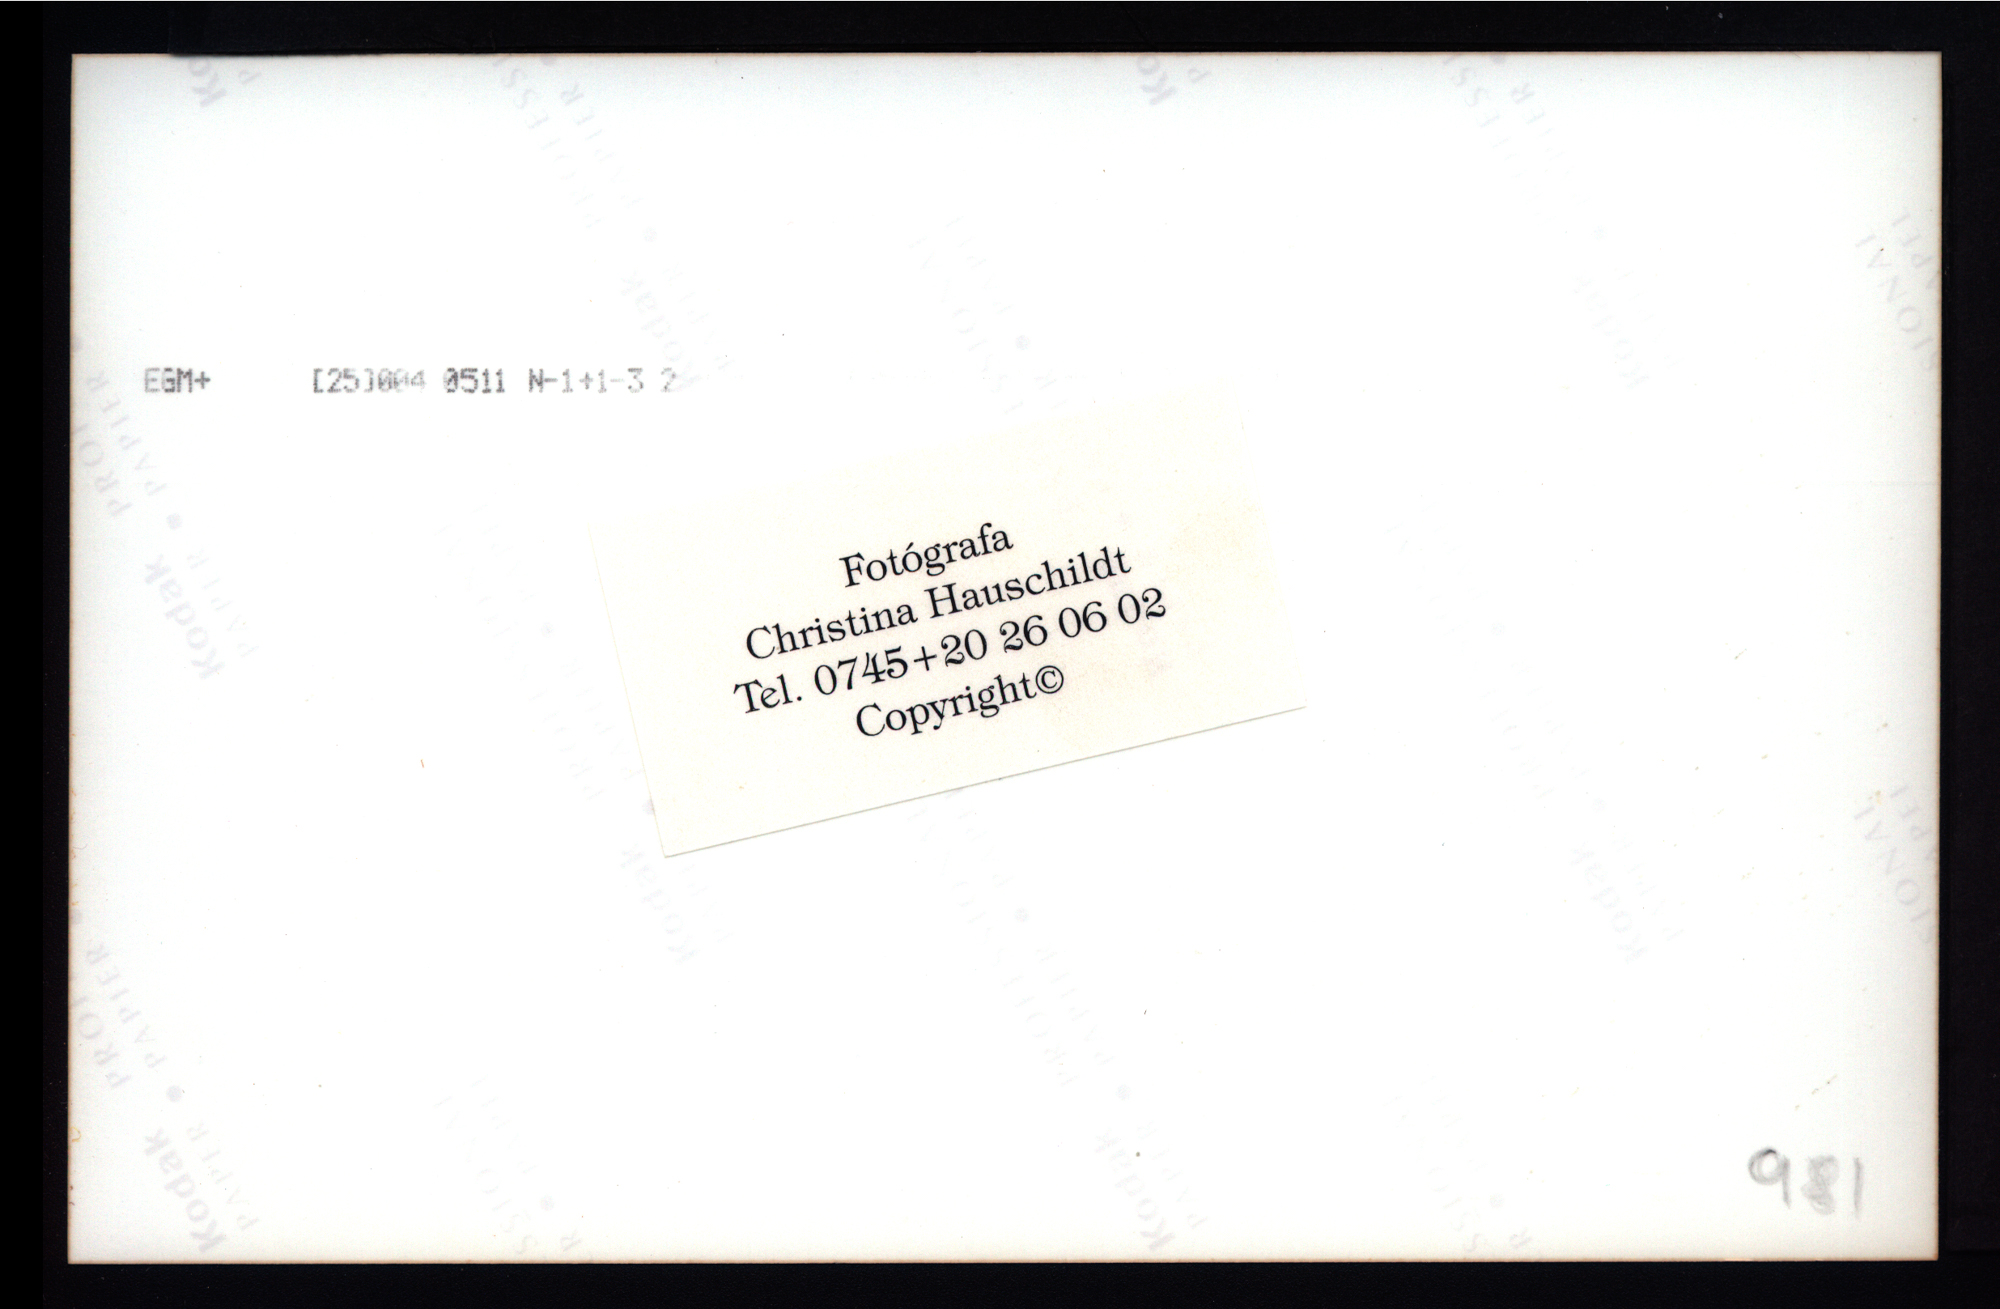 EGM+ [25]004 0511 N-1+1-3 2
Fotógrafa
Christina Hauschildt
Tel. 0745+20 26 06 02
Copyright©
981